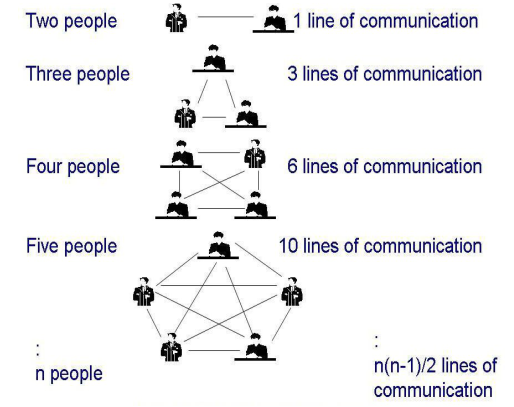 Two people
1 line of communication
Three people
3 lines of communication
Four people
6 lines of communication
Five people
10 lines of communication
:
n people
:
n(n-1)/2 lines of
communication